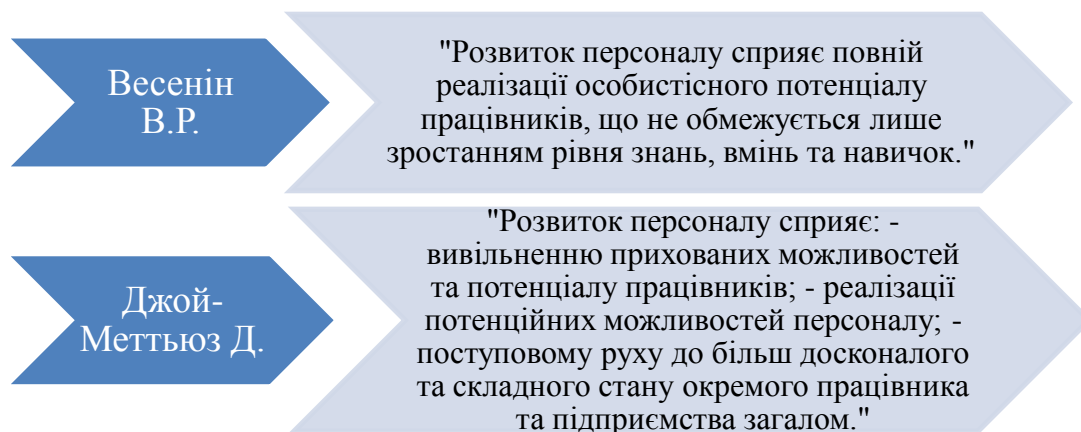 Весенін
В.Р.
"Розвиток персоналу сприяє повній
реалізації особистісного потенціалу
працівників, що не обмежується лише
зростанням рівня знань, вмінь та навичок."
Джой-
Меттьюз Д.
"Розвиток персоналу сприяє: -
вивільненню прихованих можливостей
та потенціалу працівників; - реалізації
потенційних можливостей персоналу; -
поступовому руху до більш досконалого
та складного стану окремого працівника
та підприємства загалом."